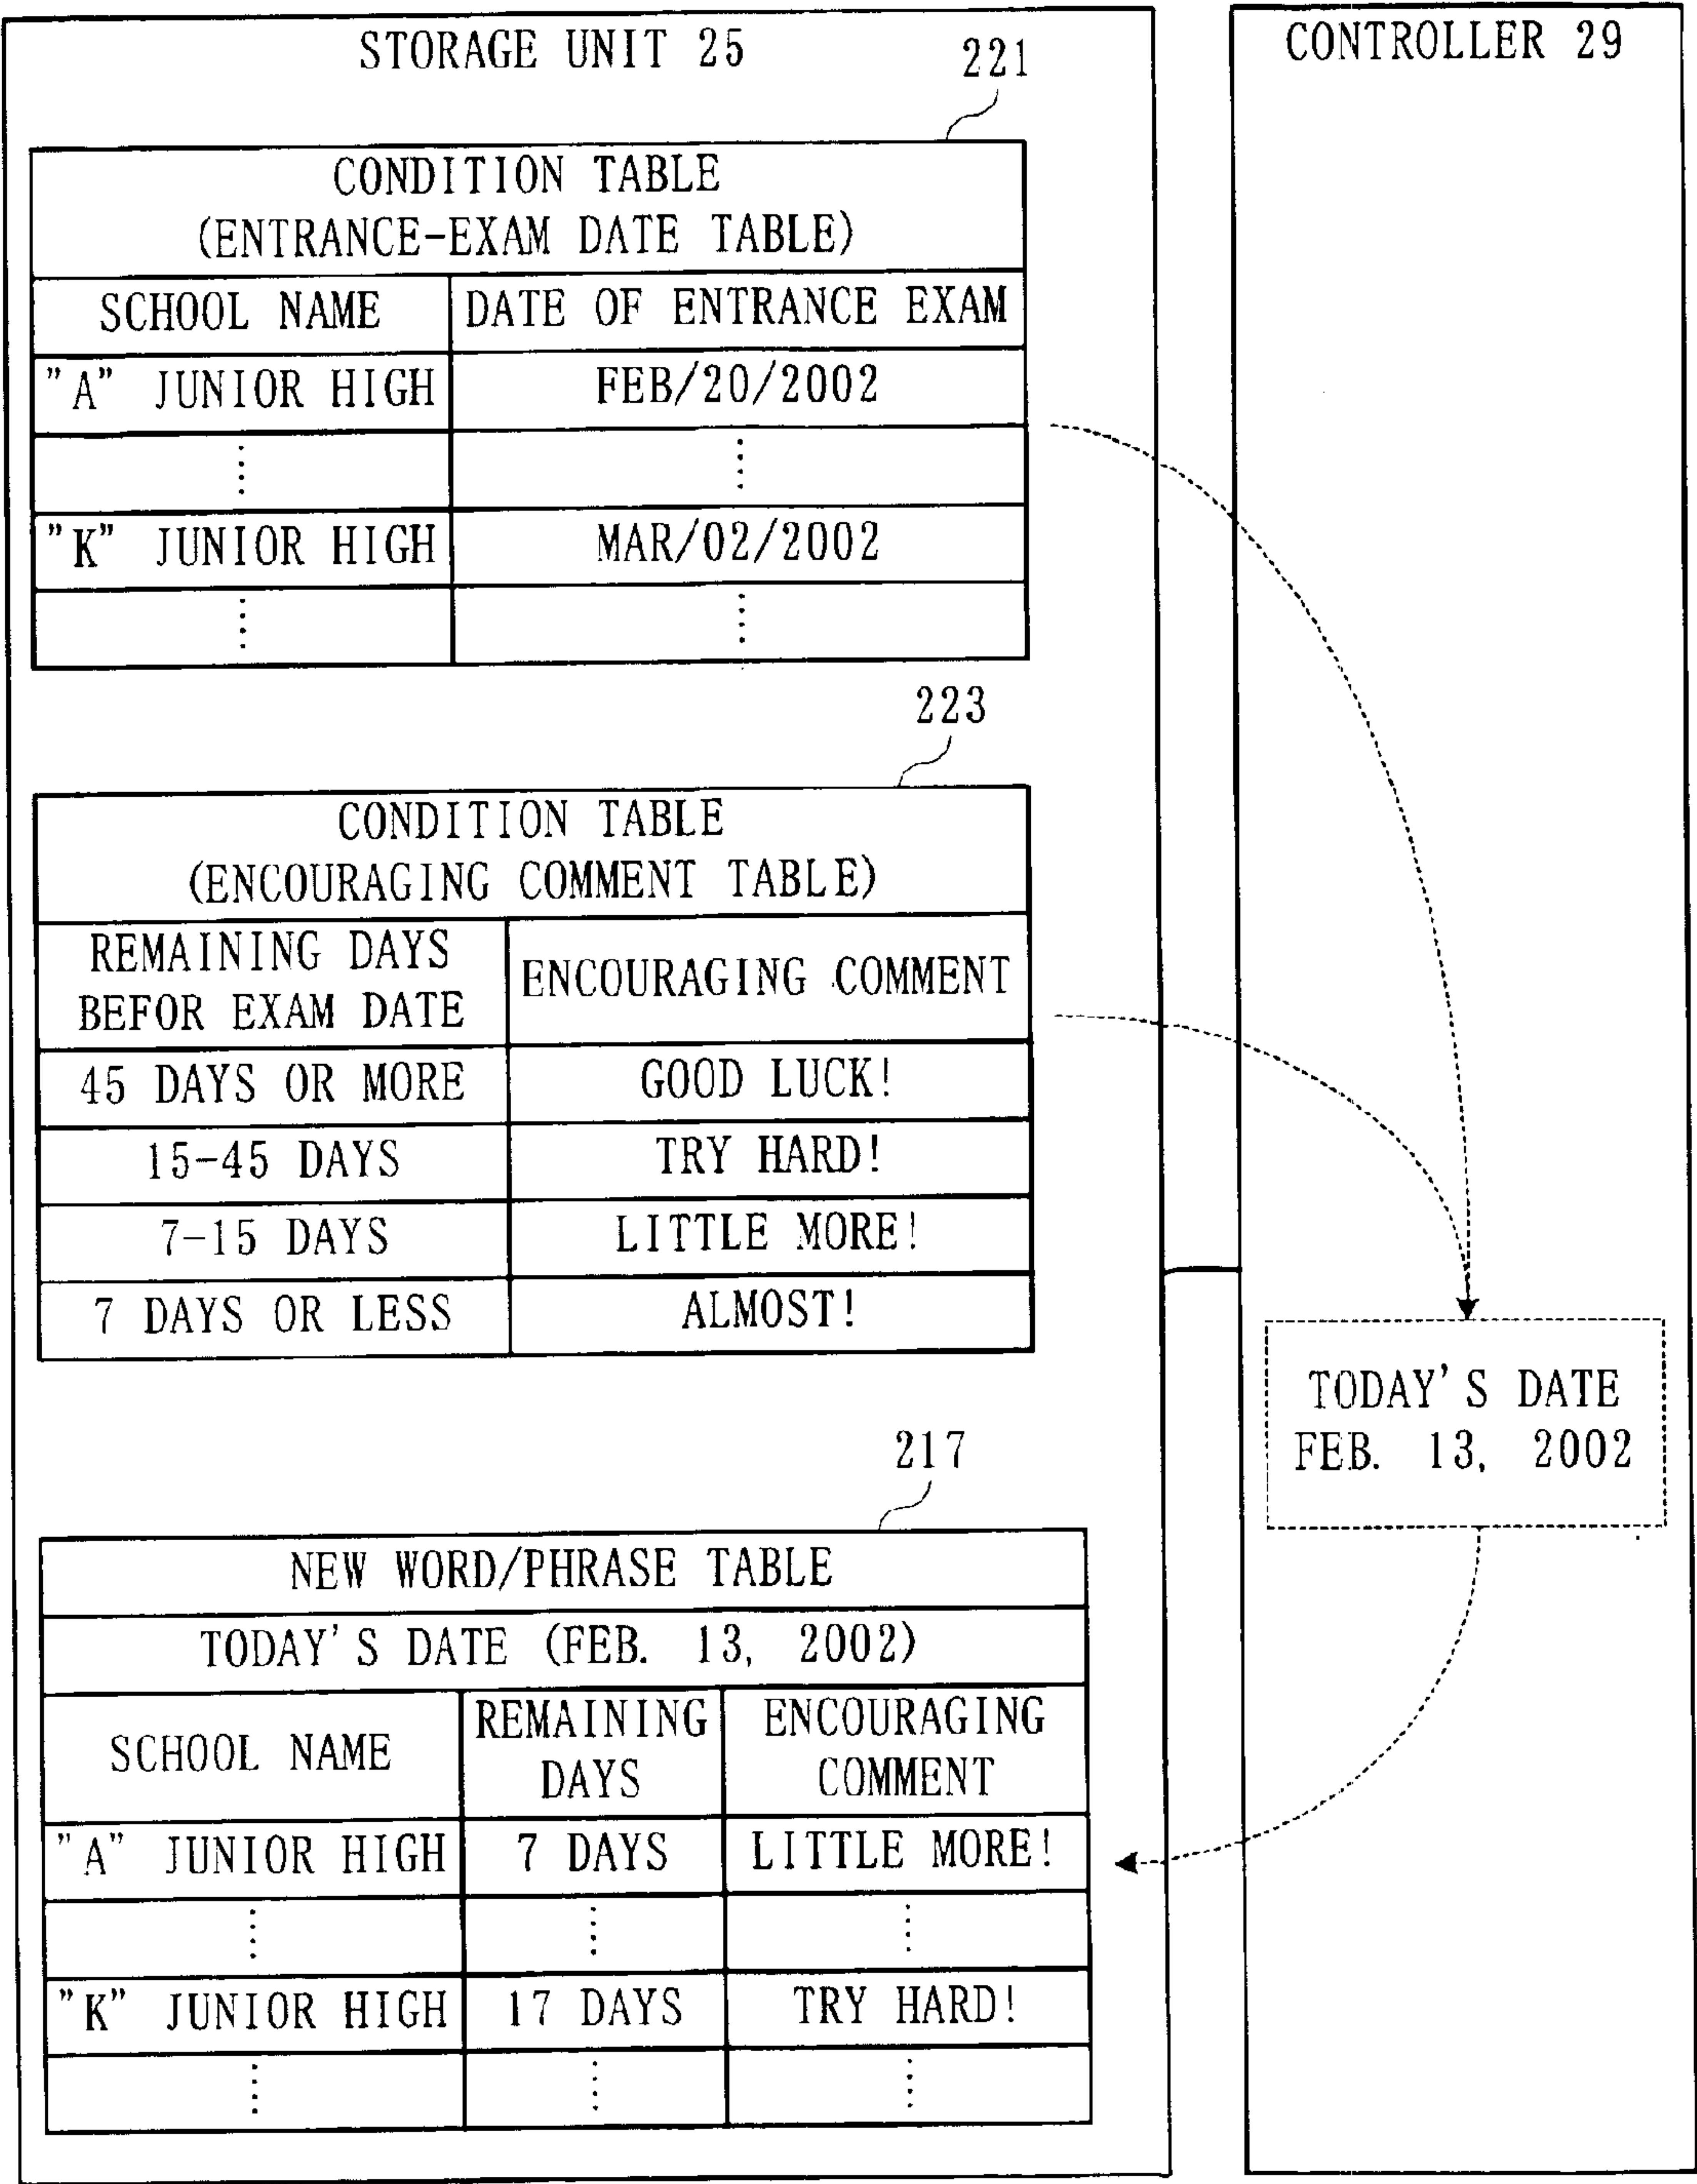 STORAGE UNIT 25
221
CONDITION TABLE
(ENTRANCE-EXAM DATE TABLE)
SCHOOL NAME DATE OF ENTRANCE EXAM
"A" JUNIOR HIGH FEB/20/2002
"K" JUNIOR HIGH MAR/02/2002
223
CONDITION TABLE
(ENCOURAGING COMMENT TABLE)
REMAINING DAYS
BEFOR EXAM DATE
ENCOURAGING COMMENT
45 DAYS OR MORE GOOD LUCK!
15-45 DAYS TRY HARD!
7-15 DAYS LITTLE MORE!
7 DAYS OR LESS ALMOST!
217
NEW WORD/PHRASE TABLE
TODAY'S DATE (FEB. 13, 2002)
SCHOOL NAME
REMAINING
DAYS
ENCOURAGING
COMMENT
"A" JUNIOR HIGH 7 DAYS LITTLE MORE!
"K" JUNIOR HIGH 17 DAYS TRY HARD!
CONTROLLER 29
TODAY'S DATE
FEB. 13, 2002